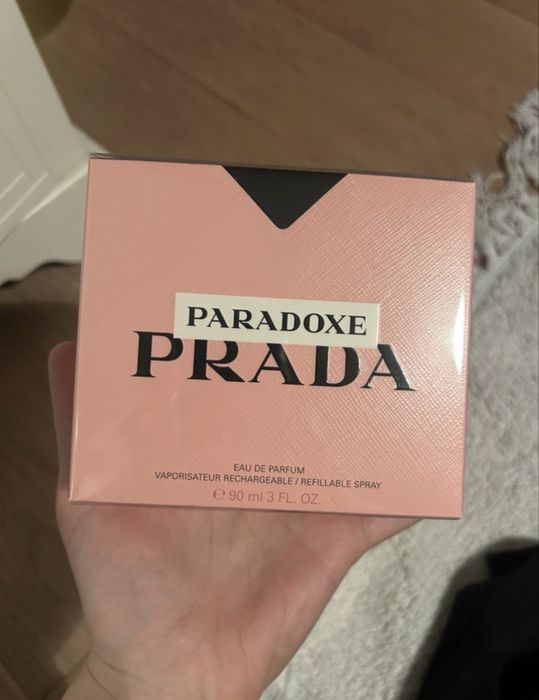 PARADOXE
PRADA
EAU DE PARFUM
VAPORISATEUR RECHARGEABLE / REFILLABLE SPRAY
℮ 90 ml 3 FL. OZ.